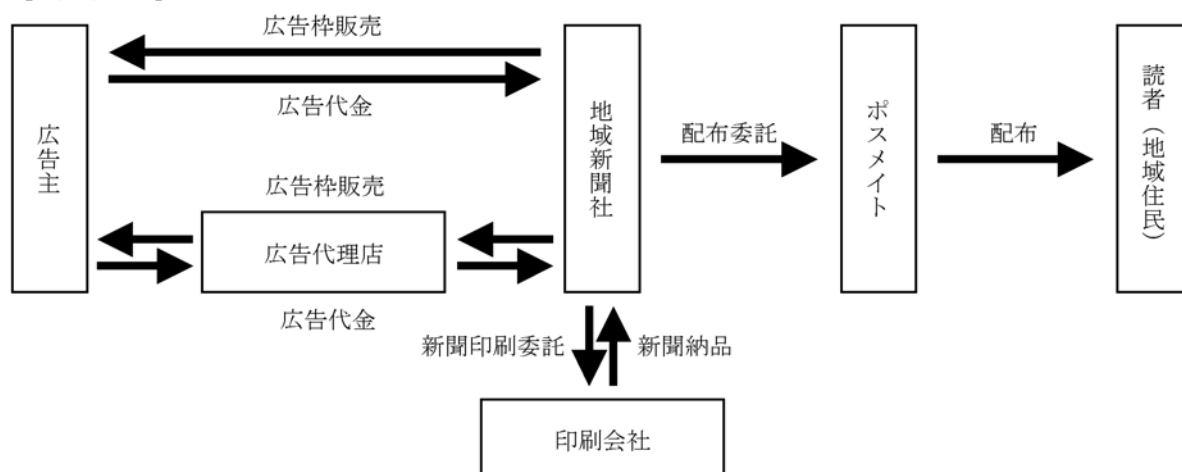 広告枠販売
広告代金
広告主
地域新聞社
配布委託
ポスメイト
配布
読者（地域住民）
広告枠販売
広告代理店
広告代金
新聞印刷委託
新聞納品
印刷会社